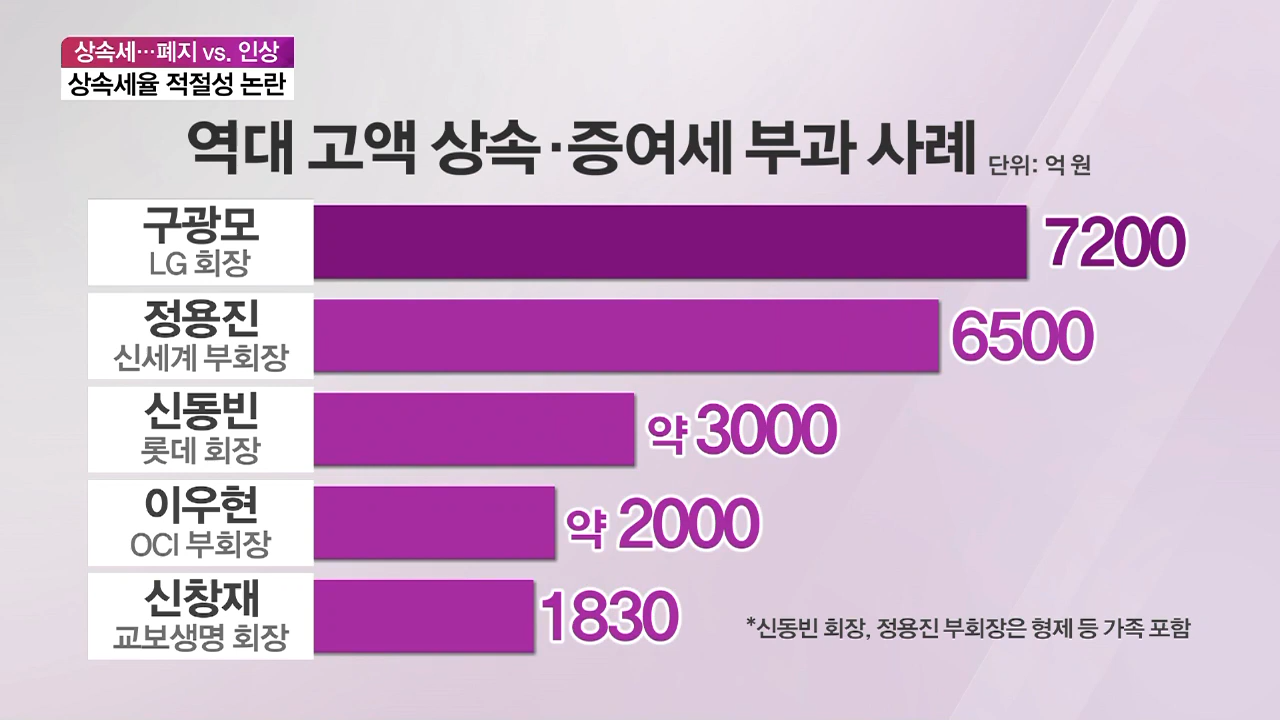 상속세…폐지 vs. 인상
상속세율 적절성 논란
역대 고액 상속·증여세 부과 사례 단위: 억 원
구광모
LG 회장
7200
정용진
신세계 부회장
6500
신동빈
롯데 회장
약 3000
이우현
OCI 부회장
약 2000
신창재
교보생명 회장
1830
*신동빈 회장, 정용진 부회장은 형제 등 가족 포함